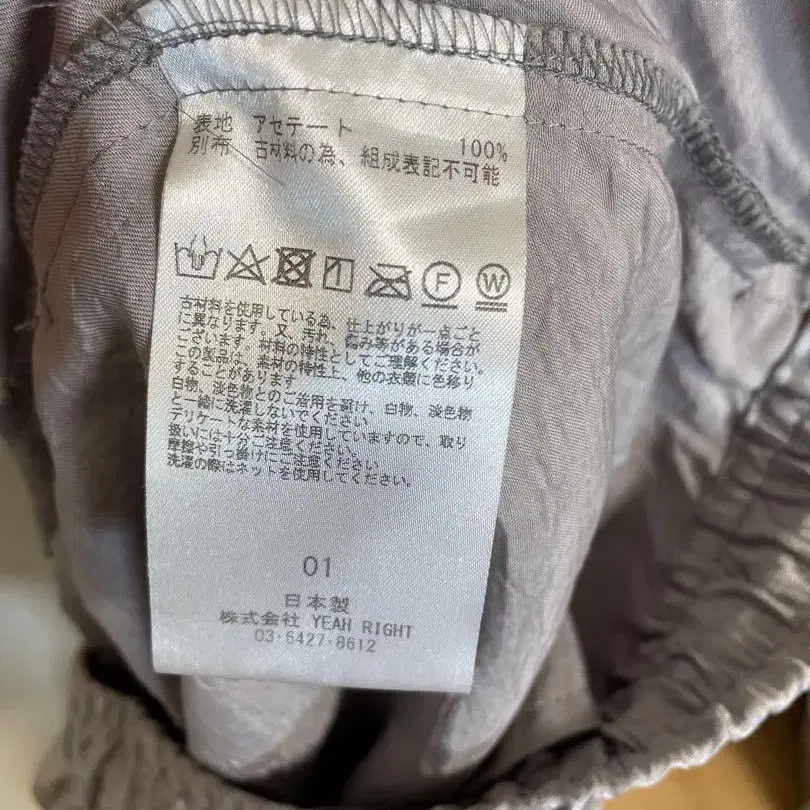 表地 アセテート 100%
別布 古材料の為、組成表記不可能
F W
古材料を使用している為、仕上がりが一点ごと
に異なります。又、汚れ、傷み等がある場合が
ございます。材料の特性としてご理解ください。
この製品は、素材の特性上、他の衣類に色移り
することがあります
白物、淡色物とのご着用を避け、白物、淡色物
と一緒に洗濯しないでください
デリケートな素材を使用していますので、取り
扱いには十分ご注意ください。
摩擦や引っ掛けにご注意ください
洗濯の際はネットを使用してください。
01
日本製
株式会社 YEAH RIGHT
03-6427-8612